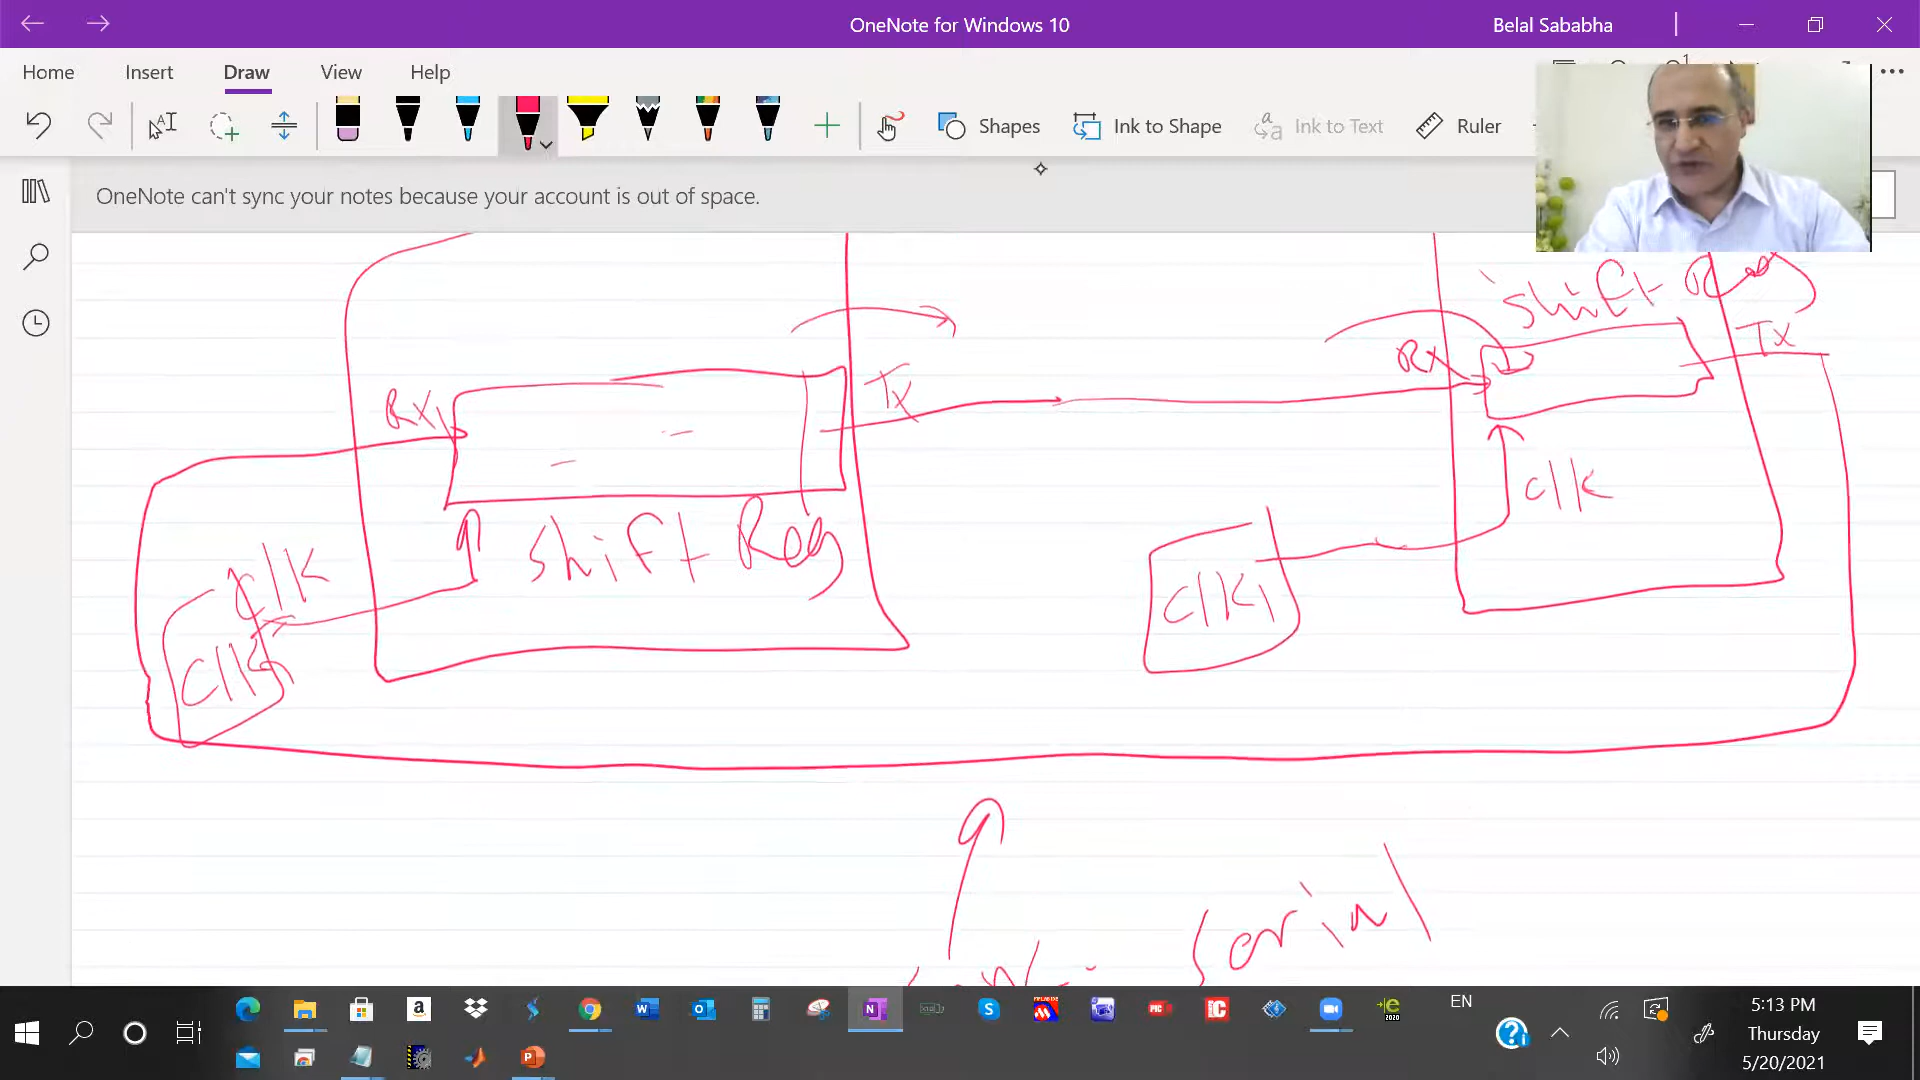 OneNote for Windows 10
Belal Sababha
Home Insert Draw View Help
Shapes Ink to Shape Ink to Text Ruler
OneNote can't sync your notes because your account is out of space.
shift Reg
Rx Tx
Rx Tx
clk
shift Reg
clk
clk1
clk
serial
EN
5:13 PM
Thursday
5/20/2021